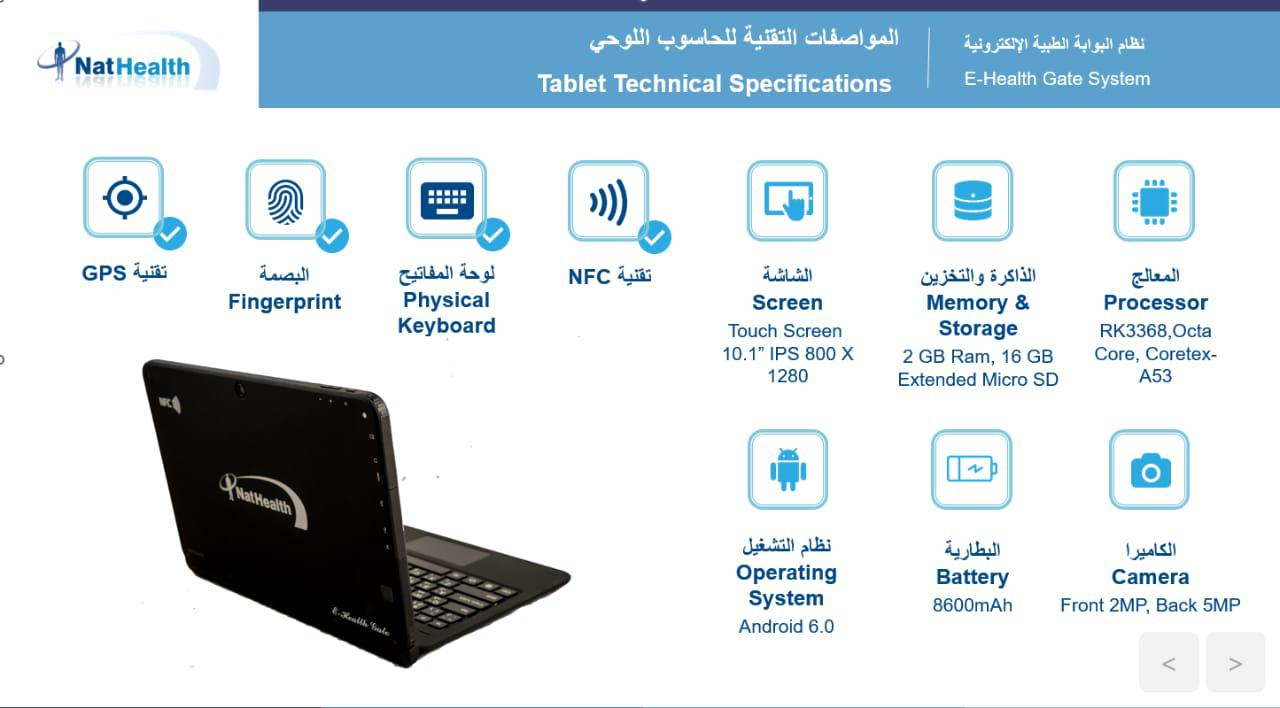 NatHealth
المواصفات التقنية للحاسوب اللوحي
Tablet Technical Specifications
نظام البوابة الطبية الإلكترونية
E-Health Gate System
تقنية GPS
البصمة
Fingerprint
لوحة المفاتيح
Physical
Keyboard
تقنية NFC
الشاشة
Screen
Touch Screen
10.1” IPS 800 X
1280
الذاكرة والتخزين
Memory &
Storage
2 GB Ram, 16 GB
Extended Micro SD
المعالج
Processor
RK3368,Octa
Core, Coretex-
A53
NFC
NatHealth
E-Health Gate
نظام التشغيل
Operating
System
Android 6.0
البطارية
Battery
8600mAh
الكاميرا
Camera
Front 2MP, Back 5MP
< >